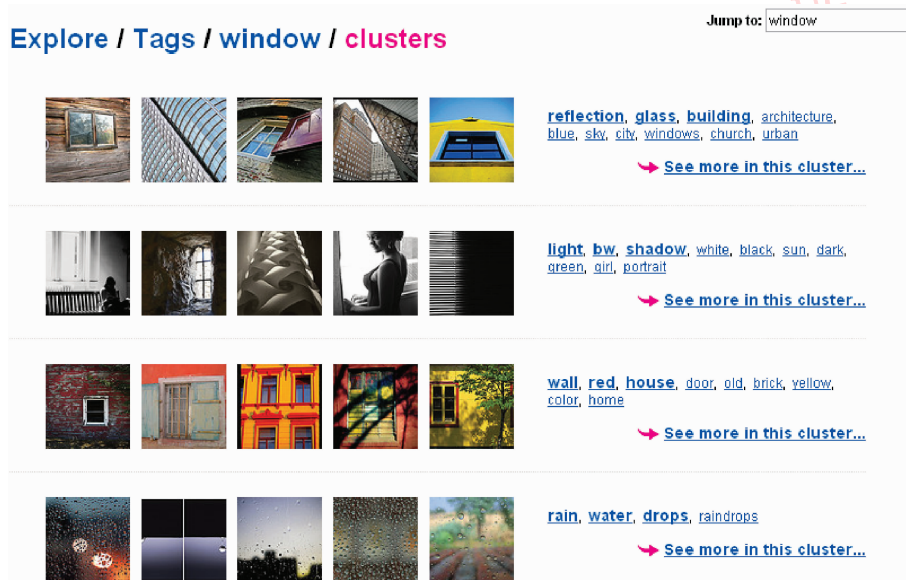 Jump to: window
Explore / Tags / window / clusters
reflection, glass, building, architecture,
blue, sky, city, windows, church, urban
See more in this cluster...
light, bw, shadow, white, black, sun, dark,
green, girl, portrait
See more in this cluster...
wall, red, house, door, old, brick, yellow,
color, home
See more in this cluster...
rain, water, drops, raindrops
See more in this cluster...